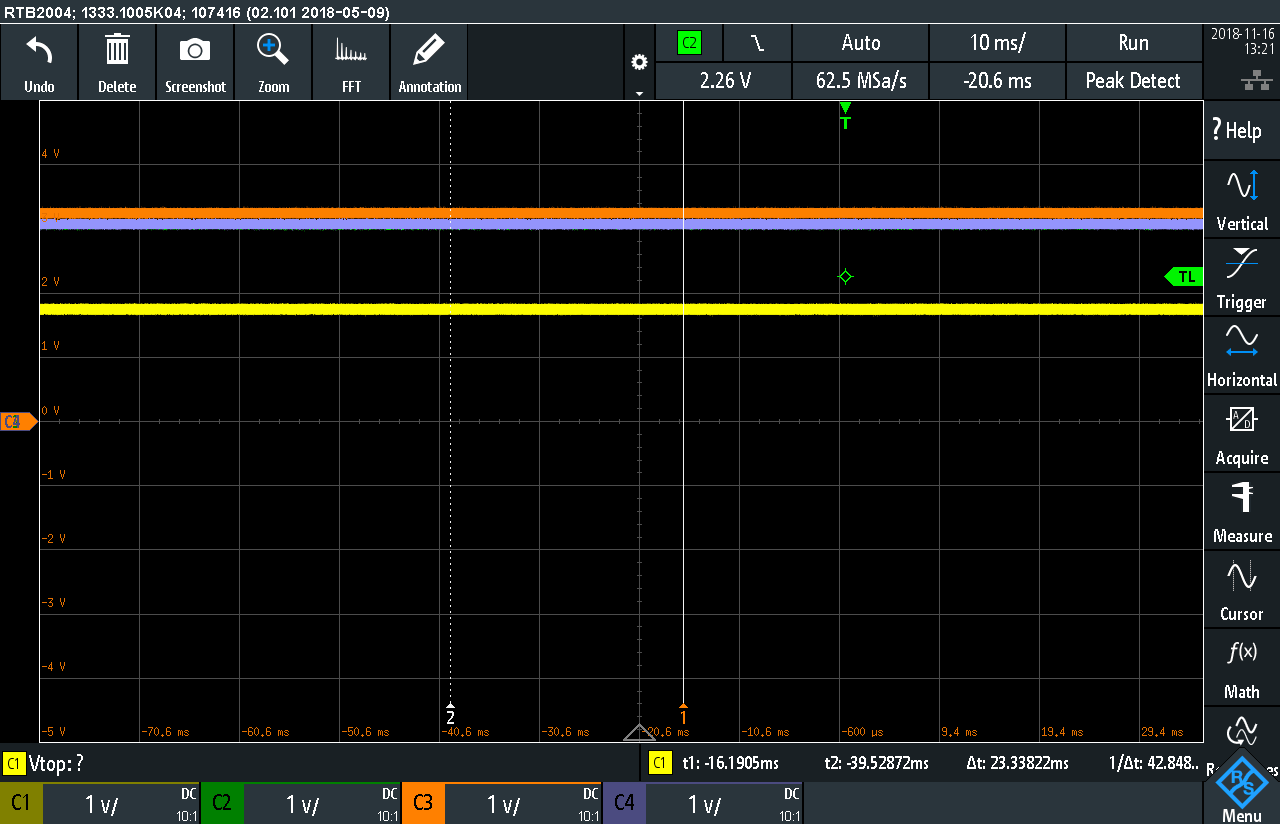 RTB2004; 1333.1005K04; 107416 (02.101 2018-05-09)
Undo
Delete
Screenshot
Zoom
FFT
Annotation
C2
Auto
10 ms/
Run
2.26 V
62.5 MSa/s
-20.6 ms
Peak Detect
2018-11-16
13:21
? Help
Vertical
Trigger
Horizontal
A
D
Acquire
Measure
Cursor
f(x)
Math
R&S
Menu
T
TL
4 V
2 V
1 V
0 V
-1 V
-2 V
-3 V
-4 V
-5 V
-70.6 ms
-60.6 ms
-50.6 ms
-40.6 ms
-30.6 ms
-20.6 ms
-10.6 ms
-600 µs
9.4 ms
19.4 ms
29.4 ms
2
1
C1 Vtop: ?
C1 t1: -16.1905ms t2: -39.52872ms Δt: 23.33822ms 1/Δt: 42.848..
C1 1 V/ DC 10:1
C2 1 V/ DC 10:1
C3 1 V/ DC 10:1
C4 1 V/ DC 10:1